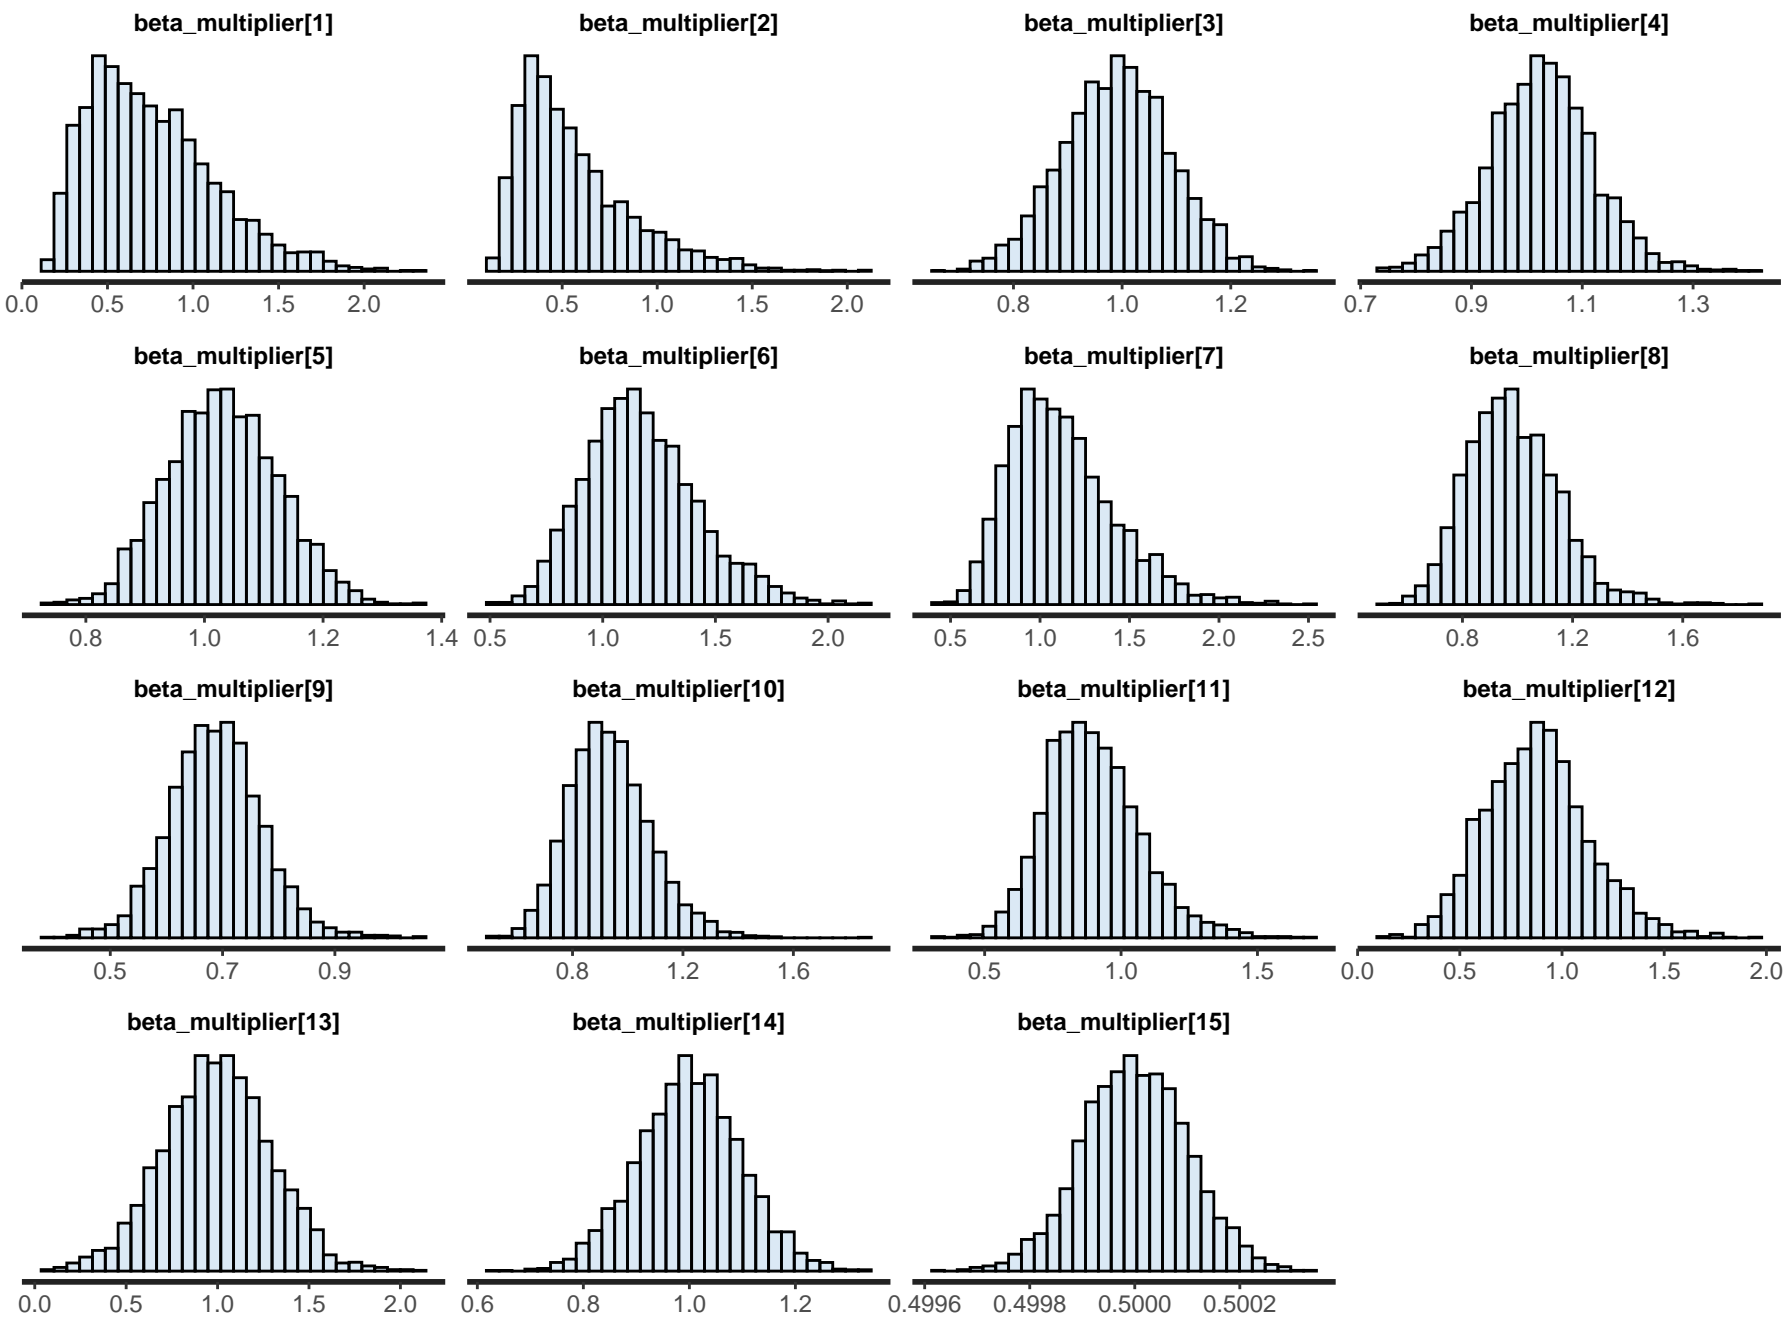 beta_multiplier[1] beta_multiplier[2] beta_multiplier[3] beta_multiplier[4]
0.0 0.5 1.0 1.5 2.0 0.5 1.0 1.5 2.0 0.8 1.0 1.2 0.7 0.9 1.1 1.3
beta_multiplier[5] beta_multiplier[6] beta_multiplier[7] beta_multiplier[8]
0.8 1.0 1.2 1.4 0.5 1.0 1.5 2.0 0.5 1.0 1.5 2.0 2.5 0.8 1.2 1.6
beta_multiplier[9] beta_multiplier[10] beta_multiplier[11] beta_multiplier[12]
0.5 0.7 0.9 0.8 1.2 1.6 0.5 1.0 1.5 0.0 0.5 1.0 1.5 2.0
beta_multiplier[13] beta_multiplier[14] beta_multiplier[15]
0.0 0.5 1.0 1.5 2.0 0.6 0.8 1.0 1.2 0.4996 0.4998 0.5000 0.5002